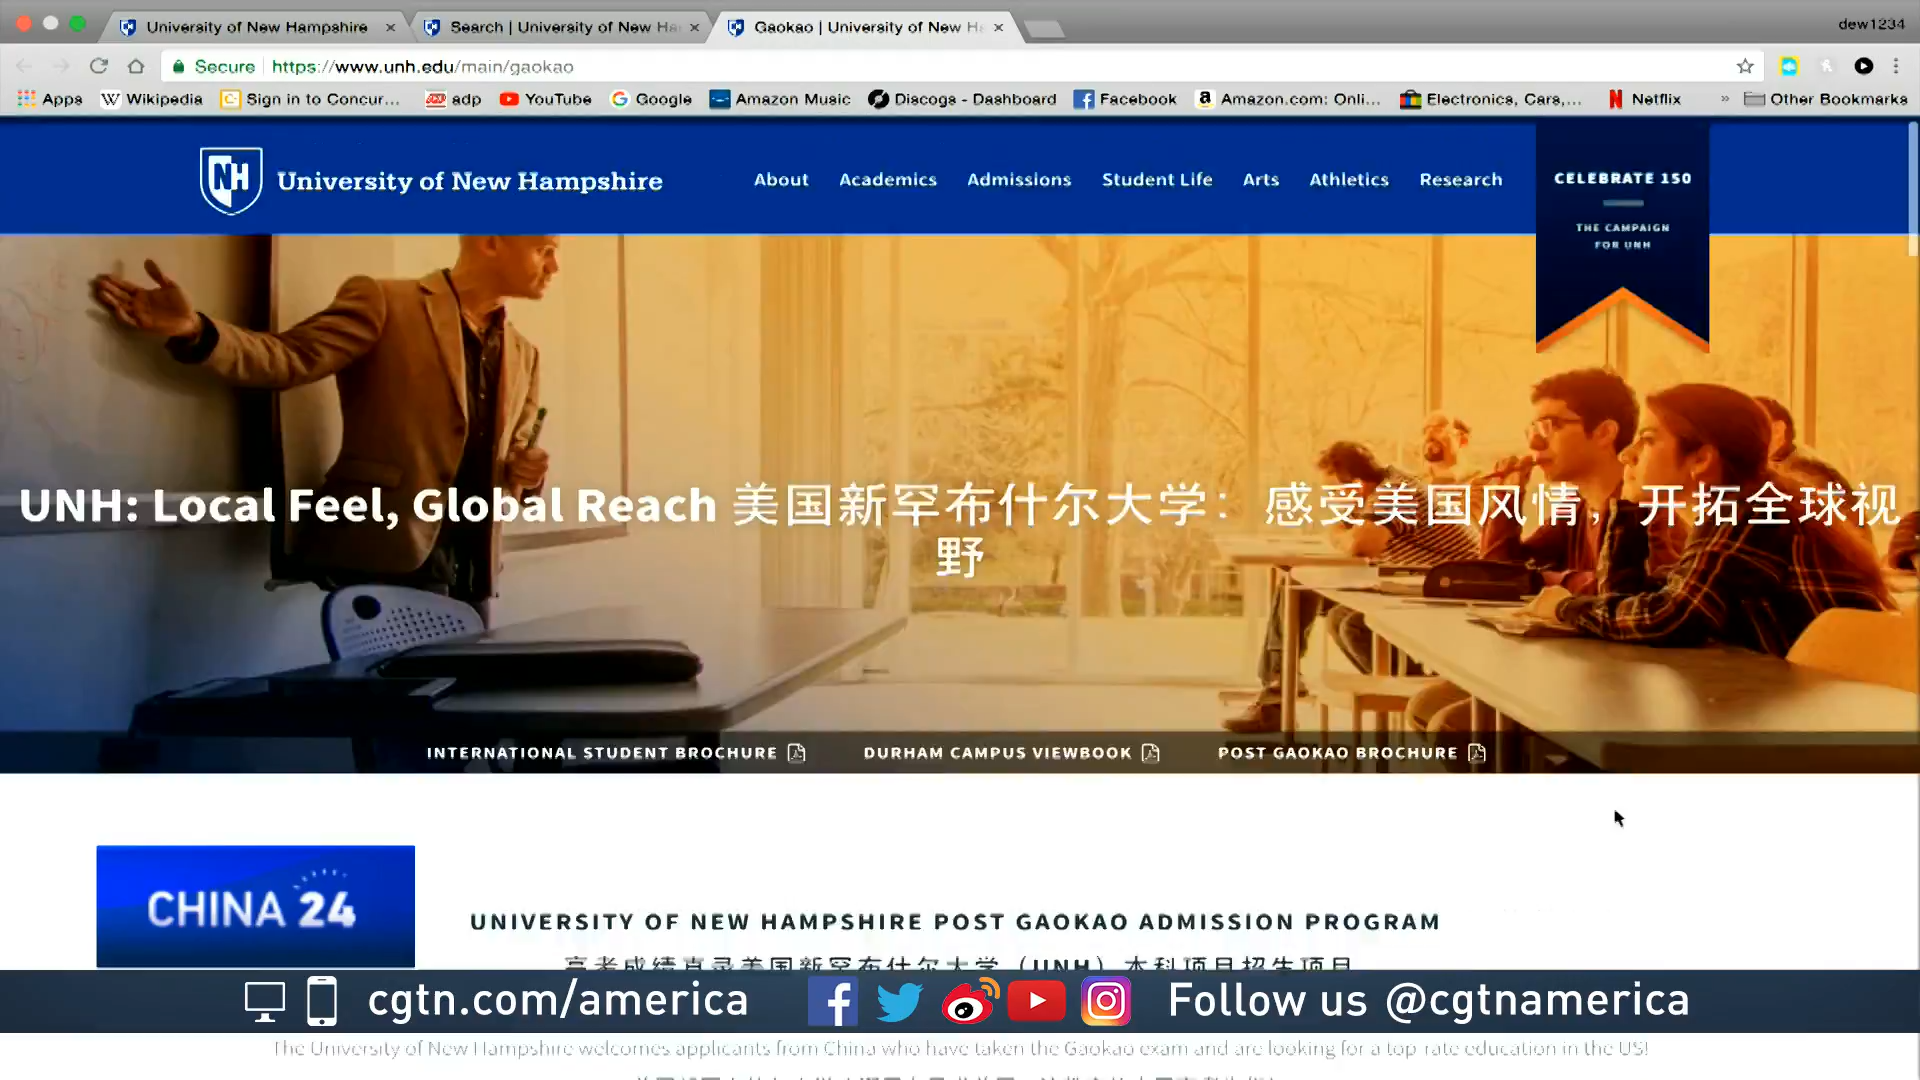 University of New Hampshire
Search | University of New Ha
Gaokao | University of New H
dew1234
Secure
https://www.unh.edu/main/gaokao
Apps
Wikipedia
Sign in to Concur...
adp
YouTube
Google
Amazon Music
Discogs - Dashboard
Facebook
Amazon.com: Onli...
Electronics, Cars,...
Netflix
»
Other Bookmarks
NH
University of New Hampshire
About
Academics
Admissions
Student Life
Arts
Athletics
Research
CELEBRATE 150
THE CAMPAIGN
FOR UNH
UNH: Local Feel, Global Reach 美国新罕布什尔大学：感受美国风情，开拓全球视
野
INTERNATIONAL STUDENT BROCHURE
DURHAM CAMPUS VIEWBOOK
POST GAOKAO BROCHURE
CHINA 24
UNIVERSITY OF NEW HAMPSHIRE POST GAOKAO ADMISSION PROGRAM
高考成绩直录美国新罕布什尔大学（UNH）本科项目招生项目
cgtn.com/america
Follow us @cgtnamerica
The University of New Hampshire welcomes applicants from China who have taken the Gaokao exam and are looking for a top-rate education in the US!